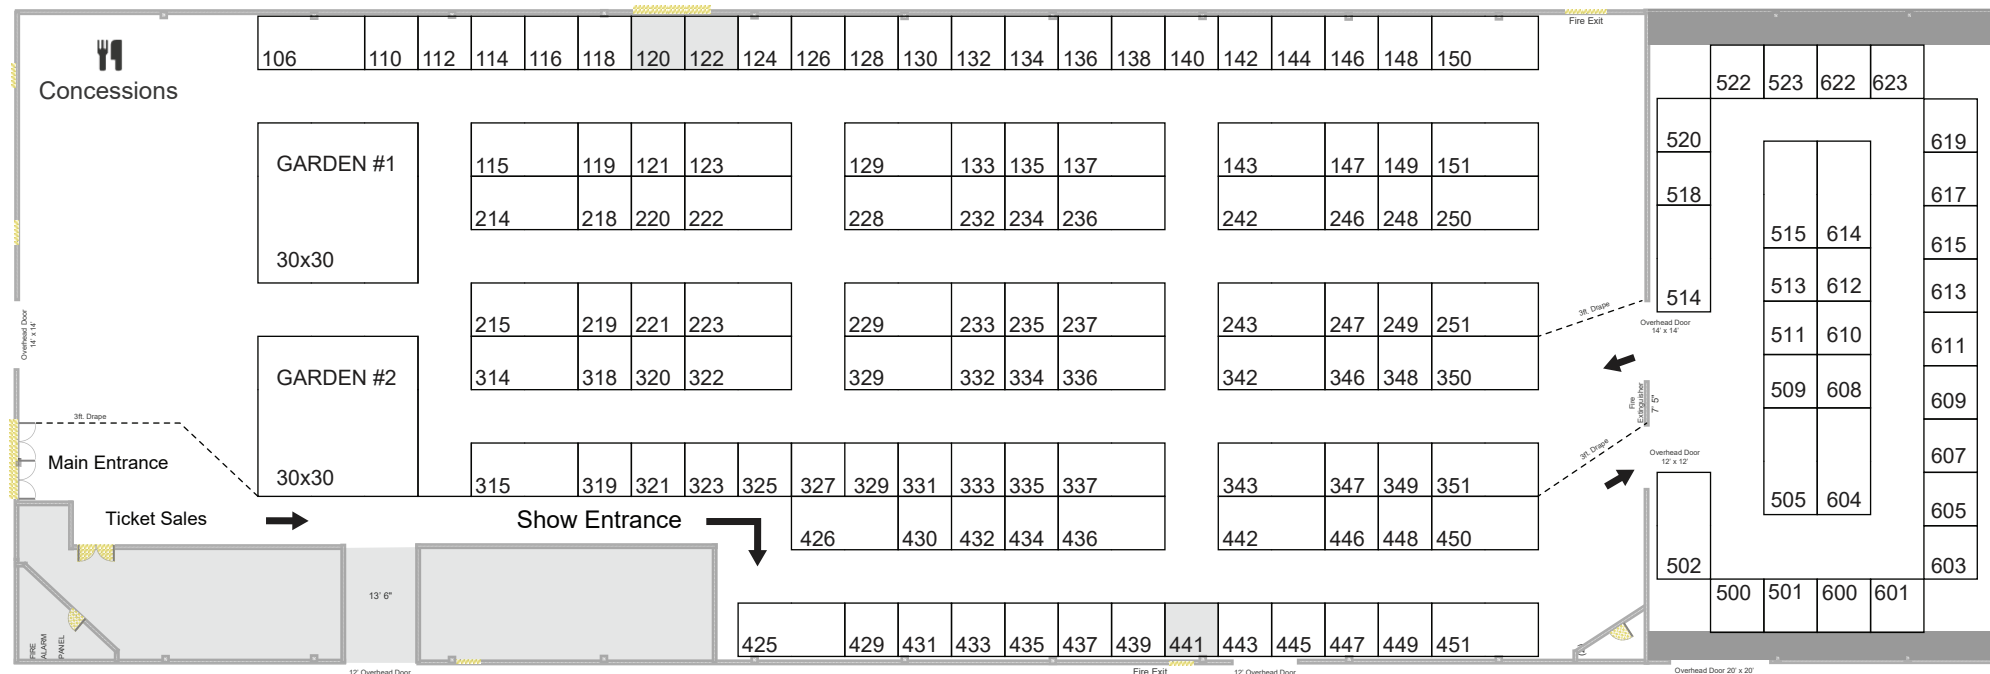 Fire Exit
106 110 112 114 116 118 120 122 124 126 128 130 132 134 136 138 140 142 144 146 148 150
Concessions
522 523 622 623
GARDEN #1
115 119 121 123 129 133 135 137 143 147 149 151
520 619
214 218 220 222 228 232 234 236 242 246 248 250
518 617
30x30
515 614 615
513 612 613
514
215 219 221 223 229 233 235 237 243 247 249 251
3ft. Drape
Overhead Door
14' x 14'
Overhead Door
14' x 14'
511 610 611
GARDEN #2
314 318 320 322 329 332 334 336 342 346 348 350
509 608 609
Fire
Extinguisher
7' 5"
3ft. Drape
3ft. Drape
Main Entrance
Overhead Door
12' x 12'
607
30x30
315 319 321 323 325 327 329 331 333 335 337 343 347 349 351
505 604 605
Ticket Sales
Show Entrance
426 430 432 434 436 442 446 448 450
502 603
13' 6"
500 501 600 601
FIRE
ALARM
PANEL
425 429 431 433 435 437 439 441 443 445 447 449 451
12' Overhead Door
Fire Exit
12' Overhead Door
Overhead Door 20' x 20'